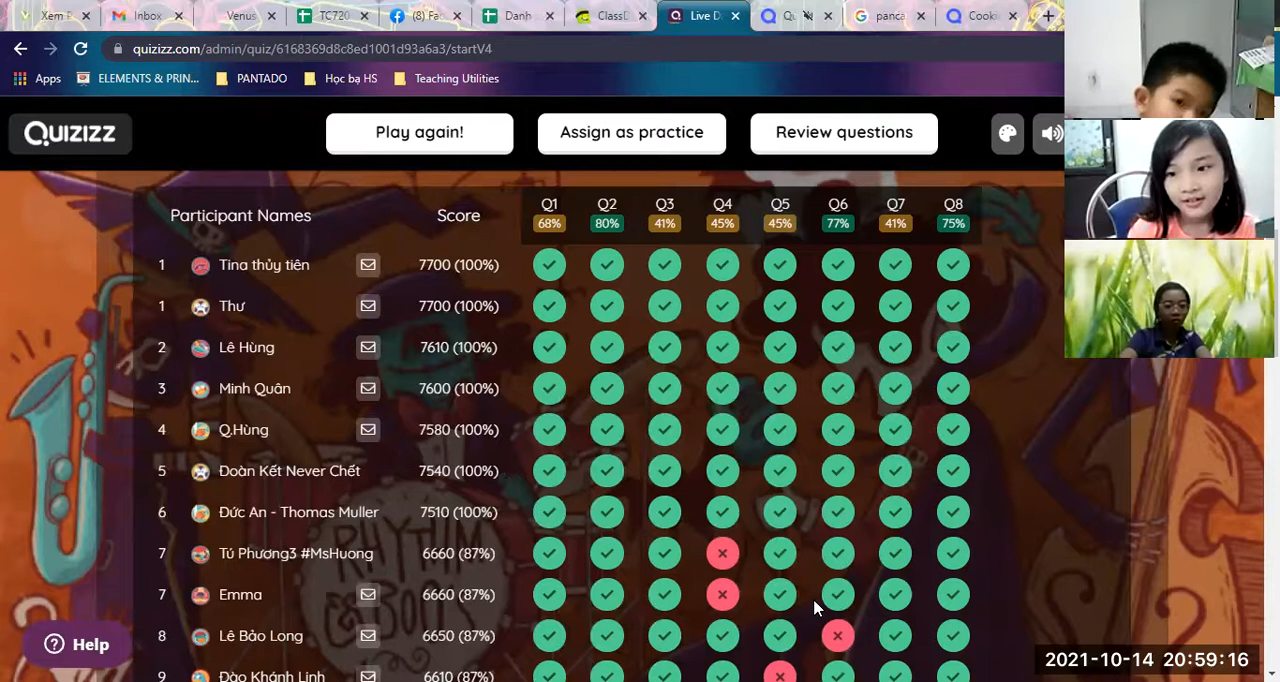 Xem
Inbox
Venus
TC720
(8) Fac
Danh
ClassD
Live D
Qu
panca
Cooki
quizizz.com/admin/quiz/6168369d8c8ed1001d93a6a3/startV4
Apps ELEMENTS & PRIN... PANTADO Học bạ HS Teaching Utilities
QUIZIZZ
Play again!
Assign as practice
Review questions
Participant Names Score Q1 Q2 Q3 Q4 Q5 Q6 Q7 Q8
68% 80% 41% 45% 45% 77% 41% 75%
1 Tina thủy tiên 7700 (100%)
1 Thư 7700 (100%)
2 Lê Hùng 7610 (100%)
3 Minh Quân 7600 (100%)
4 Q.Hùng 7580 (100%)
5 Đoàn Kết Never Chết 7540 (100%)
6 Đức An - Thomas Muller 7510 (100%)
7 Tú Phương3 #MsHuong 6660 (87%)
7 Emma 6660 (87%)
8 Lê Bảo Long 6650 (87%)
9 Đào Khánh Linh 6610 (87%)
RHYTHM
& BOOS
Help
2021-10-14 20:59:16